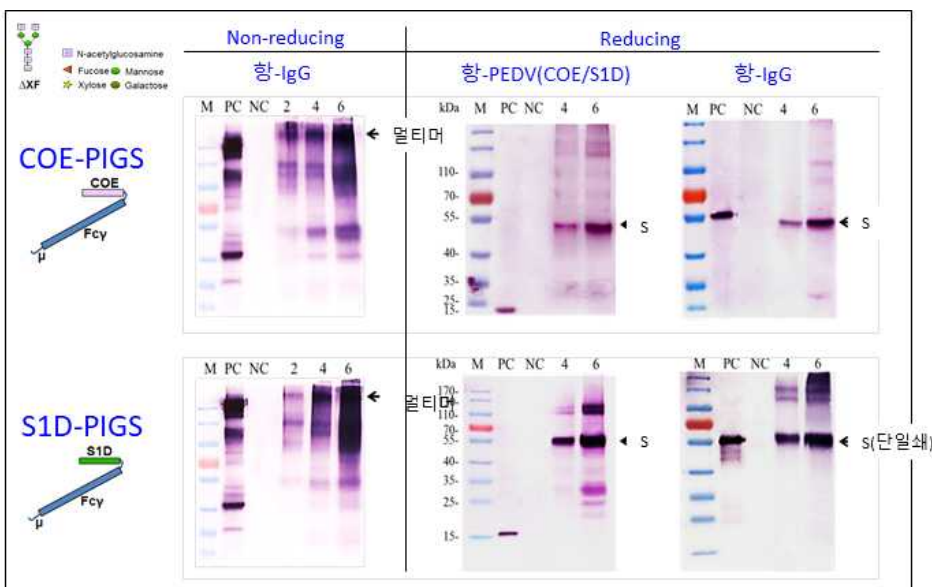 Non-reducing
Reducing
N-acetylglucosamine
Fucose Mannose
ΔXF Xylose Galactose
항-IgG
항-PEDV(COE/S1D)
항-IgG
M PC NC 2 4 6
kDa M PC NC 4 6
M PC NC 4 6
멀티머
COE-PIGS
COE
Fcγ
μ
110-
70-
55-
40-
35-
25-
15-
S
S
M PC NC 2 4 6
kDa M PC NC 4 6
M PC NC 4 6
멀티머
S1D-PIGS
S1D
Fcγ
μ
170-
110-
70-
55-
40-
35-
25-
15-
S
S(단일쇄)